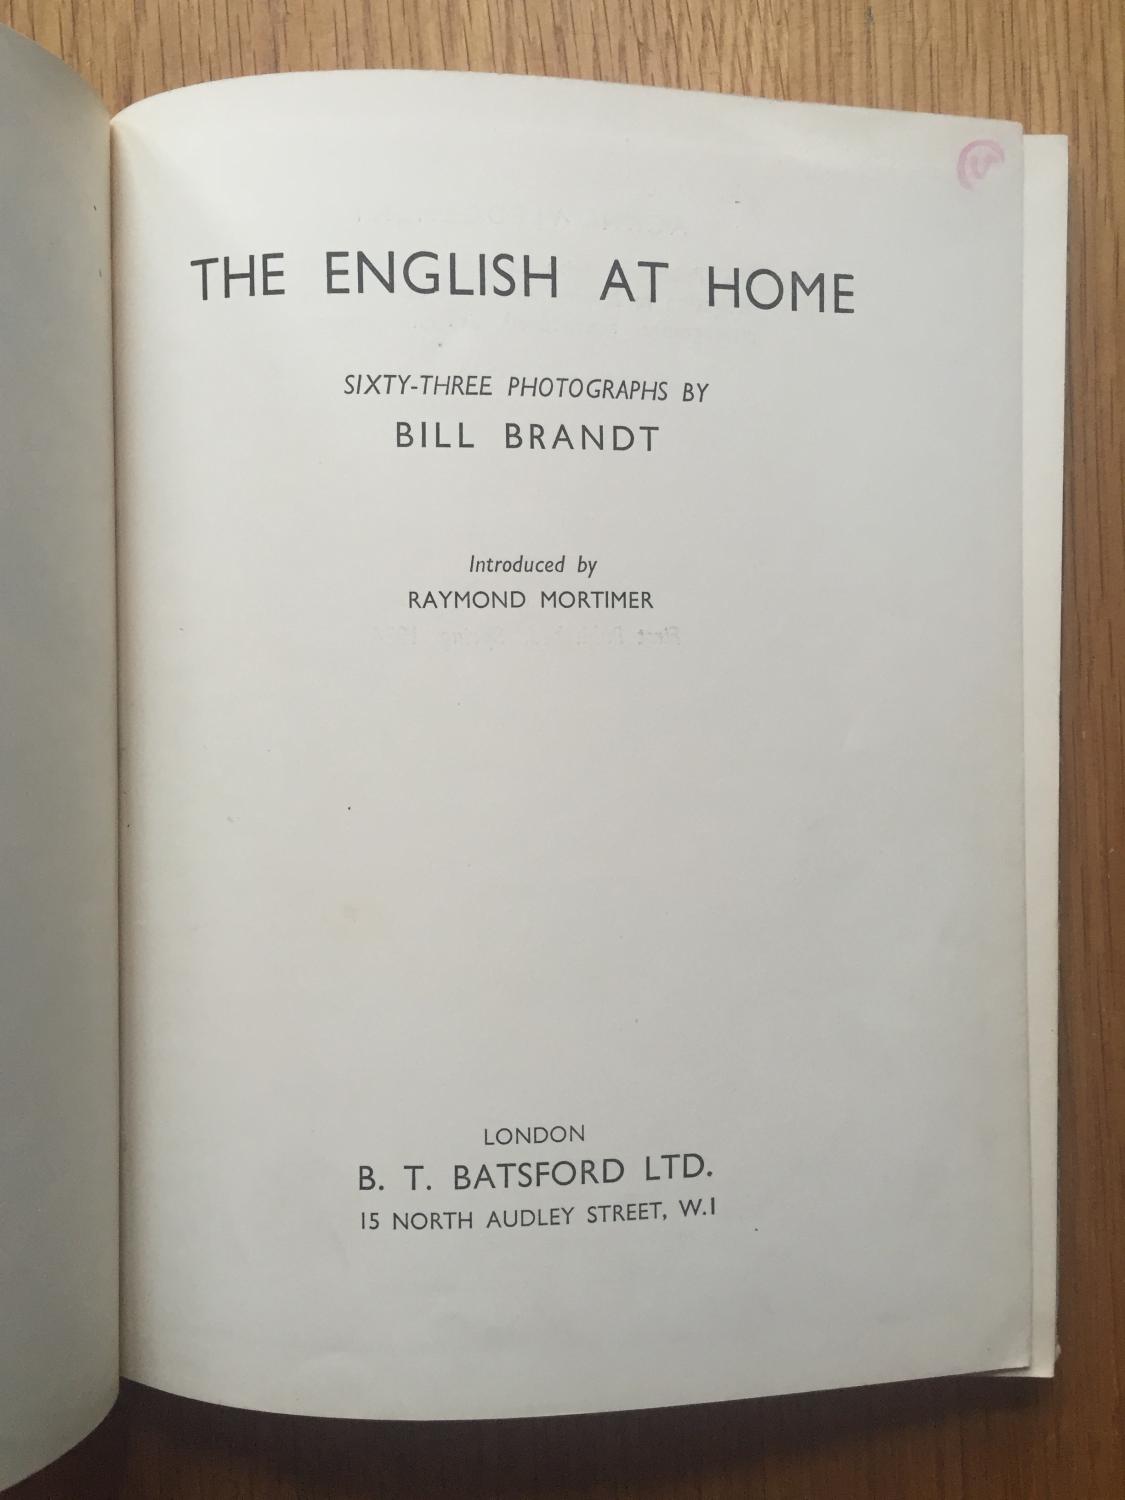 THE ENGLISH AT HOME
SIXTY-THREE PHOTOGRAPHS BY
BILL BRANDT
Introduced by
RAYMOND MORTIMER
LONDON
B. T. BATSFORD LTD.
15 NORTH AUDLEY STREET, W.1